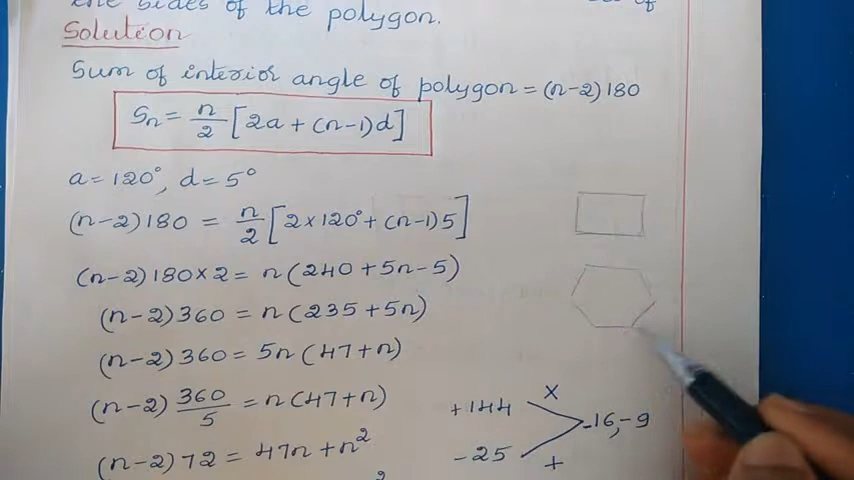 the sides of the polygon.
of
Solution
Sum of interior angle of polygon = (n-2)180
Sn = n/2 [2a + (n-1)d]
a = 120°, d = 5°
(n-2)180 = n/2 [2×120° + (n-1)5]
(n-2)180×2 = n(240 + 5n - 5)
(n-2)360 = n(235 + 5n)
(n-2)360 = 5n(47 + n)
(n-2) 360/5 = n(47 + n)
+144 × -16, -9
-25 +
(n-2)72 = 47n + n²
2